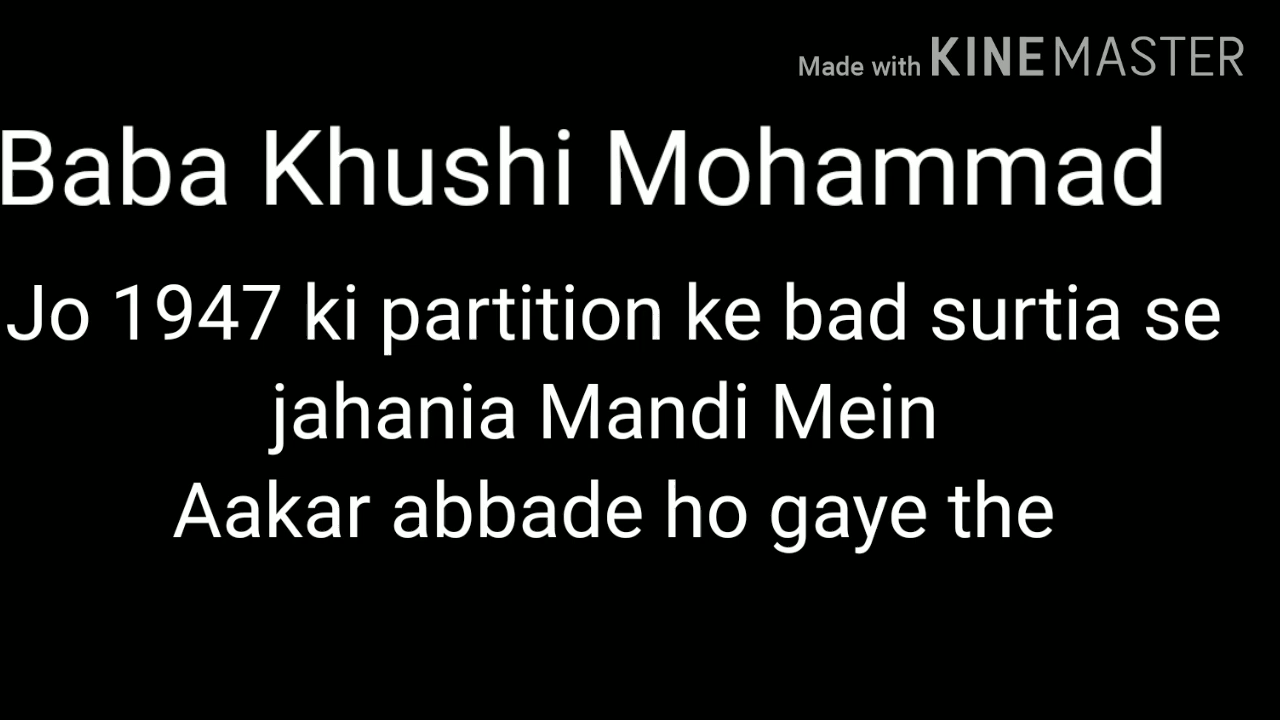 Made with KINEMASTER
Baba Khushi Mohammad
Jo 1947 ki partition ke bad surtia se
jahania Mandi Mein
Aakar abbade ho gaye the